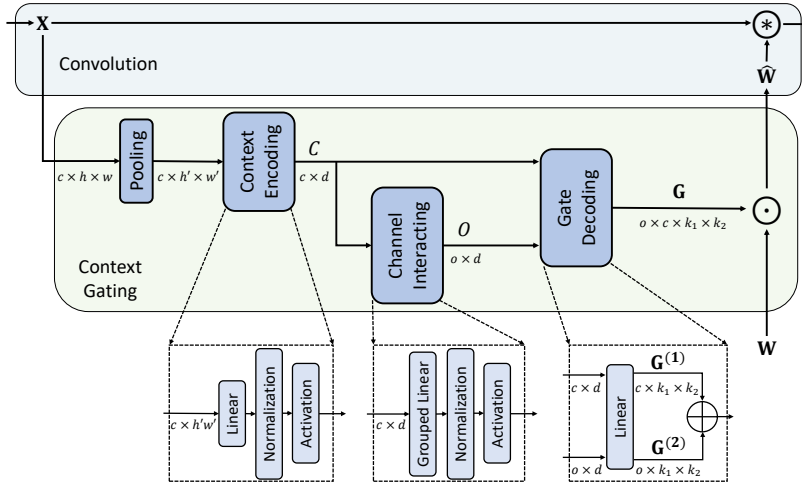 X
Convolution
Ŵ
c × h × w
Pooling
c × h′ × w′
Context
Encoding
C
c × d
Channel
Interacting
O
o × d
Gate
Decoding
G
o × c × k₁ × k₂
Context
Gating
W
c × h′w′
Linear
Normalization
Activation
c × d
Grouped Linear
Normalization
Activation
c × d
o × d
Linear
G⁽¹⁾
c × k₁ × k₂
G⁽²⁾
o × k₁ × k₂